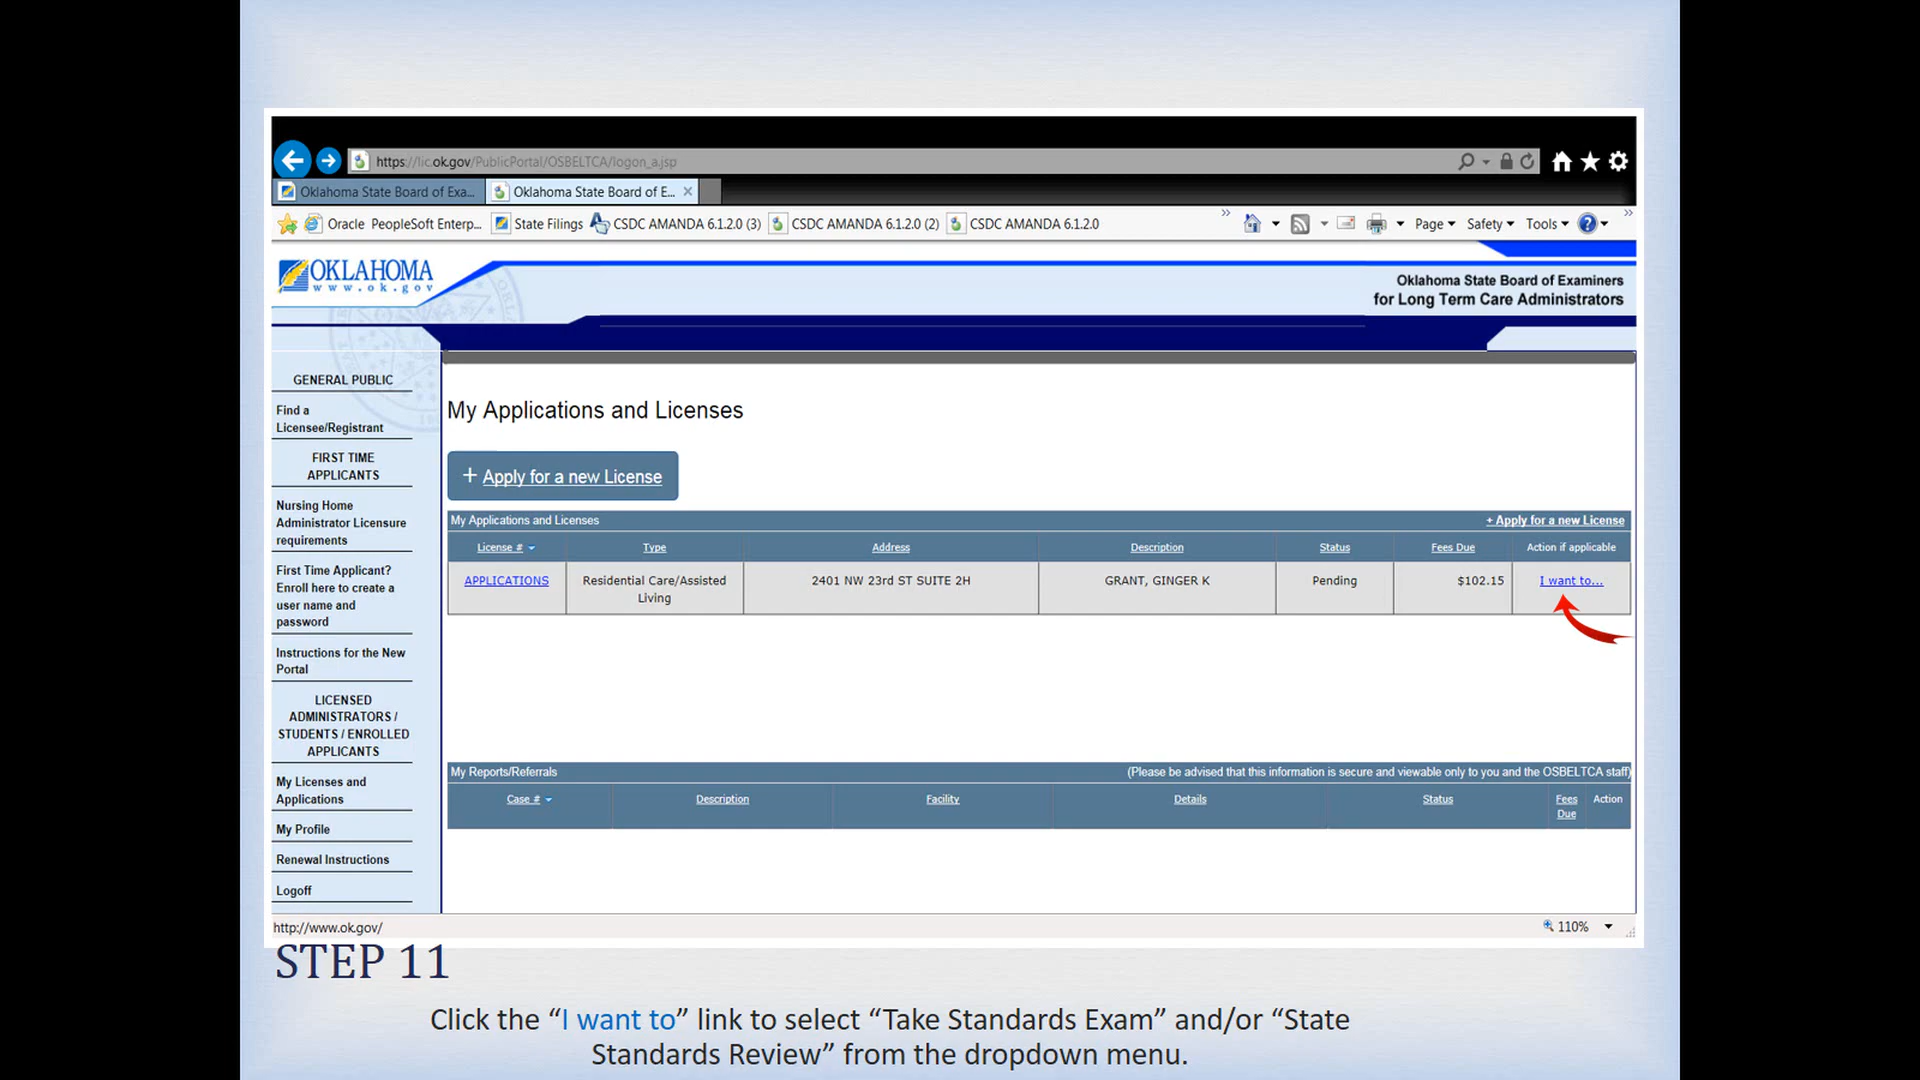 https://lic.ok.gov/PublicPortal/OSBELTCA/logon_a.jsp
Oklahoma State Board of Exa...
Oklahoma State Board of E...
Oracle PeopleSoft Enterp...
State Filings
CSDC AMANDA 6.1.2.0 (3)
CSDC AMANDA 6.1.2.0 (2)
CSDC AMANDA 6.1.2.0
Page
Safety
Tools
OKLAHOMA
www.ok.gov
Oklahoma State Board of Examiners
for Long Term Care Administrators
GENERAL PUBLIC
Find a
Licensee/Registrant
FIRST TIME
APPLICANTS
Nursing Home
Administrator Licensure
requirements
First Time Applicant?
Enroll here to create a
user name and
password
Instructions for the New
Portal
LICENSED
ADMINISTRATORS /
STUDENTS / ENROLLED
APPLICANTS
My Licenses and
Applications
My Profile
Renewal Instructions
Logoff
My Applications and Licenses
+ Apply for a new License
My Applications and Licenses
+ Apply for a new License
License # Type Address Description Status Fees Due Action if applicable
APPLICATIONS Residential Care/Assisted 2401 NW 23rd ST SUITE 2H GRANT, GINGER K Pending $102.15 I want to...
Living
My Reports/Referrals (Please be advised that this information is secure and viewable only to you and the OSBELTCA staff)
Case # Description Facility Details Status Fees Action
Due
http://www.ok.gov/
110%
STEP 11
Click the “I want to” link to select “Take Standards Exam” and/or “State
Standards Review” from the dropdown menu.